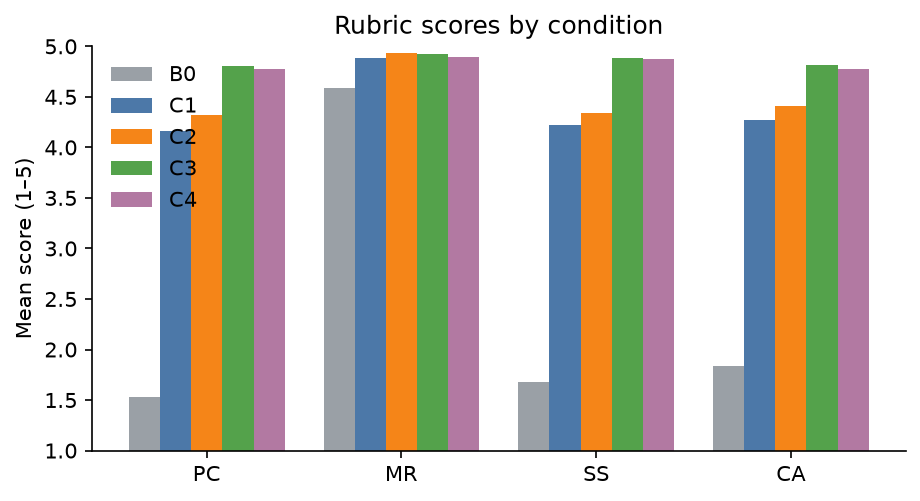 Rubric scores by condition
Mean score (1–5)
5.0
4.5
4.0
3.5
3.0
2.5
2.0
1.5
1.0
B0
C1
C2
C3
C4
PC
MR
SS
CA